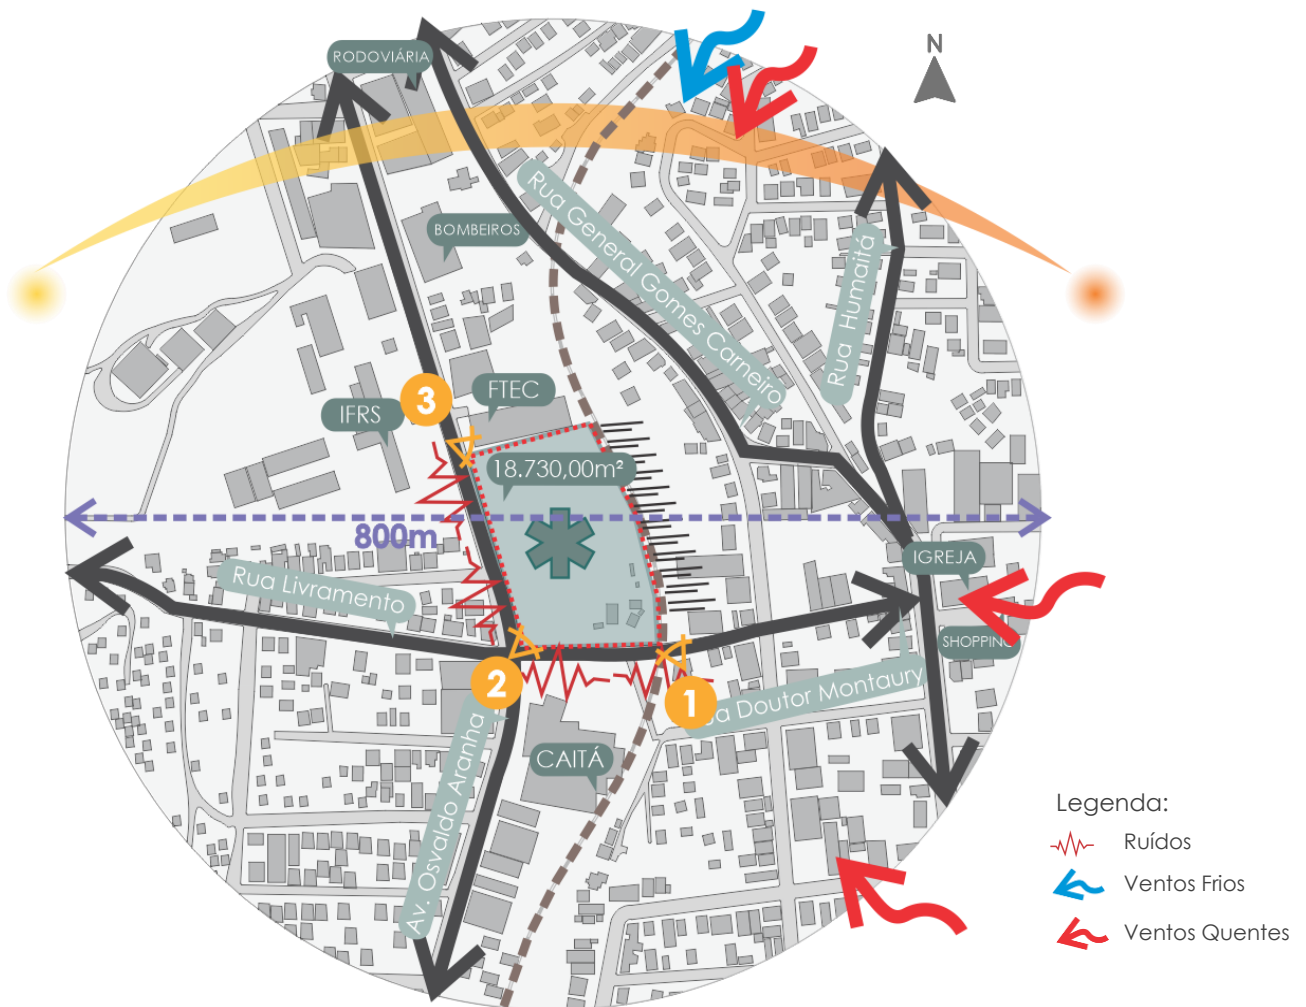 N
RODOVIÁRIA
BOMBEIROS
Rua General Gomes Carneiro
Rua Humaitá
3
FTEC
IFRS
18.730,00m²
800m
IGREJA
Rua Livramento
SHOPPING
2
1
Doutor Montaury
Av. Osvaldo Aranha
CAITÁ
Legenda:
Ruídos
Ventos Frios
Ventos Quentes